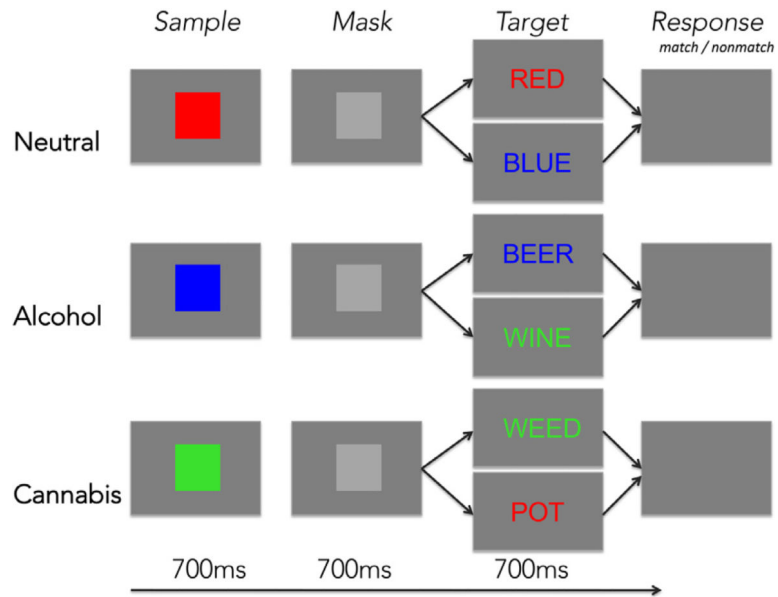 Sample Mask Target Response
match / nonmatch
RED
Neutral
BLUE
BEER
Alcohol
WINE
WEED
Cannabis
POT
700ms 700ms 700ms